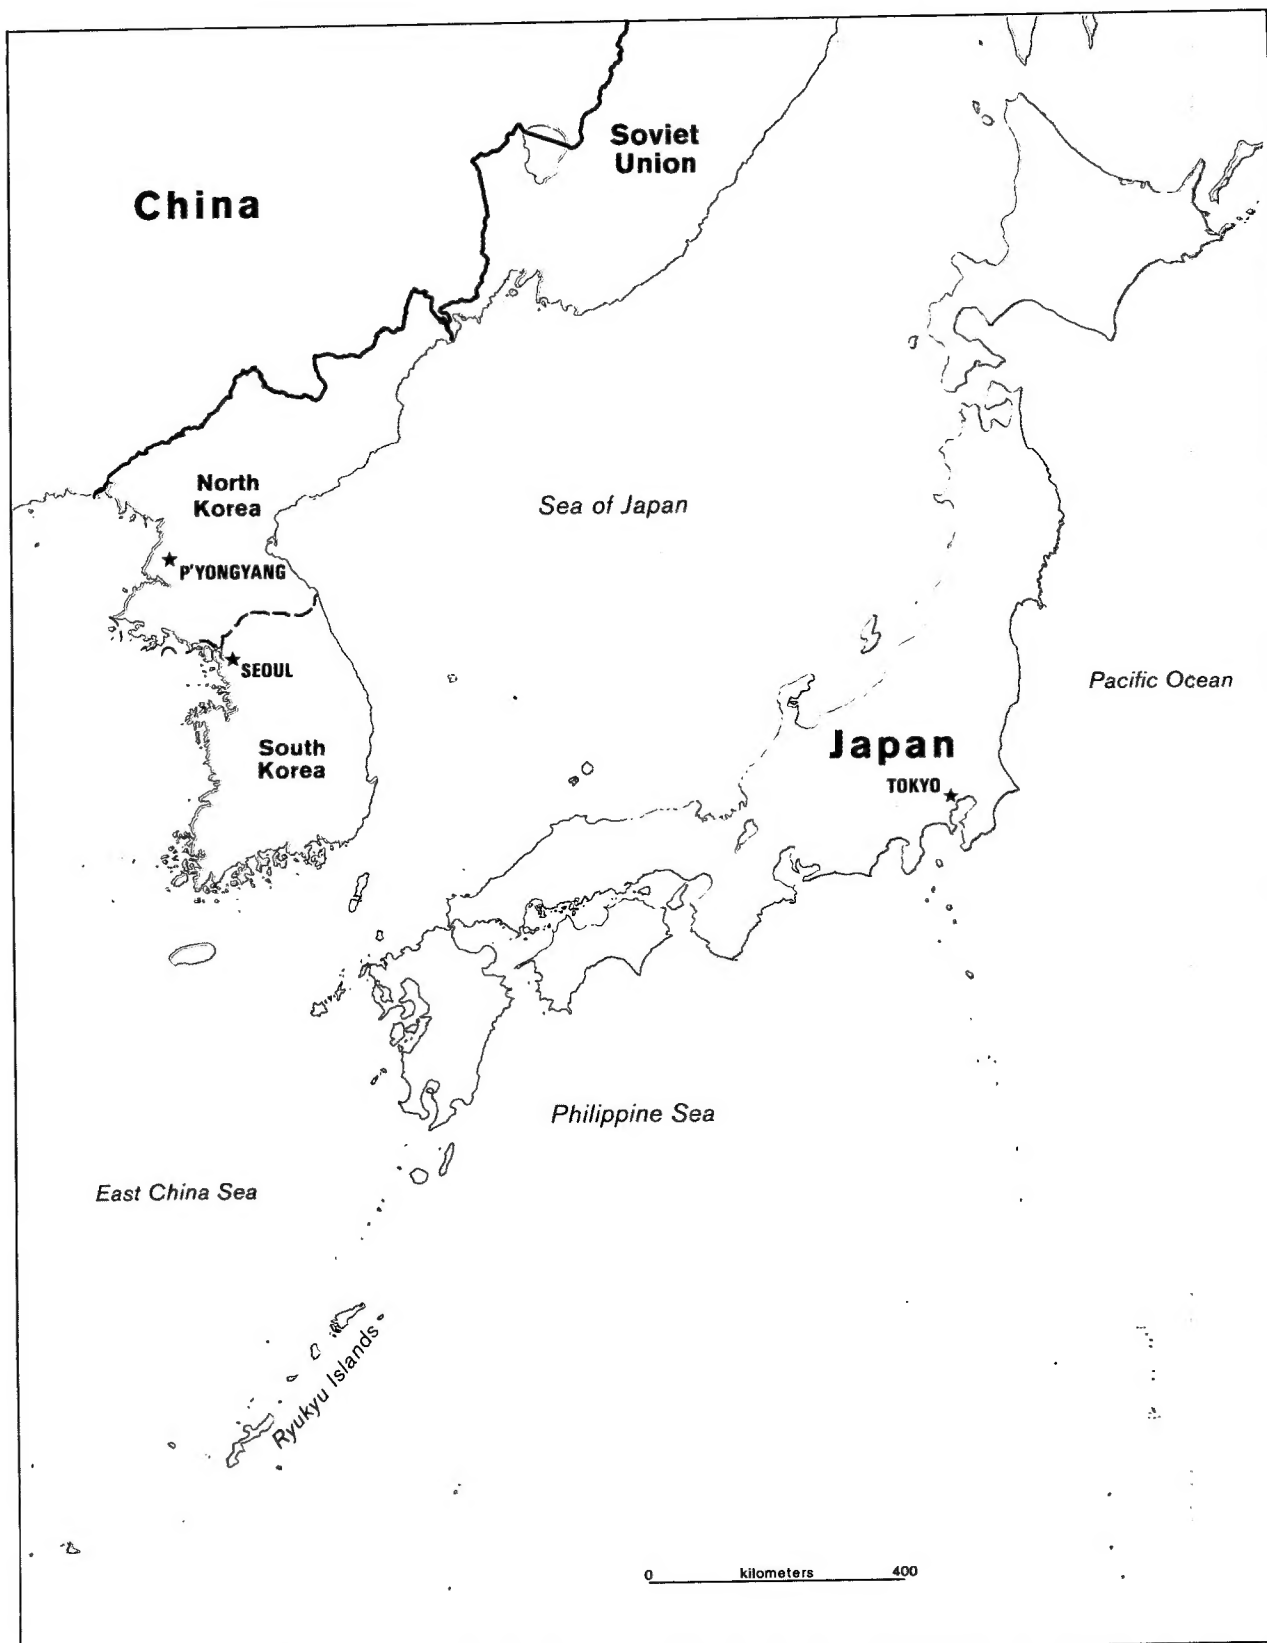 Soviet
Union
China
North
Korea
Sea of Japan
P'YONGYANG
SEOUL
Pacific Ocean
South
Korea
Japan
TOKYO
Philippine Sea
East China Sea
Ryukyu Islands
0 kilometers 400